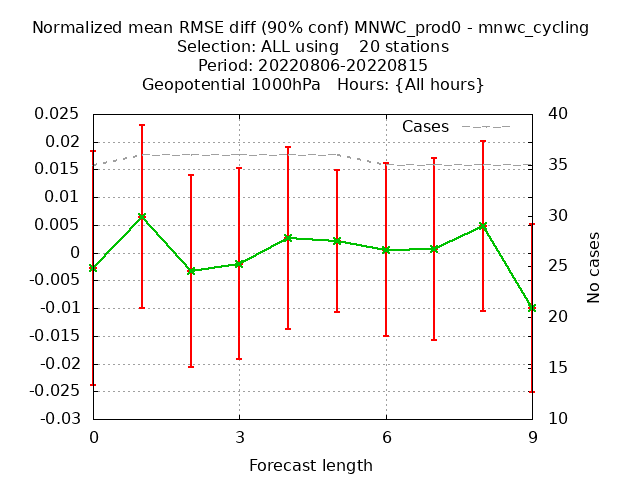 Normalized mean RMSE diff (90% conf) MNWC_prod0 - mnwc_cycling
Selection: ALL using    20 stations
Period: 20220806-20220815
Geopotential 1000hPa   Hours: {All hours}
Cases
0.025
0.02
0.015
0.01
0.005
0
-0.005
-0.01
-0.015
-0.02
-0.025
-0.03
40
35
30
25
20
15
10
No cases
0 3 6 9
Forecast length